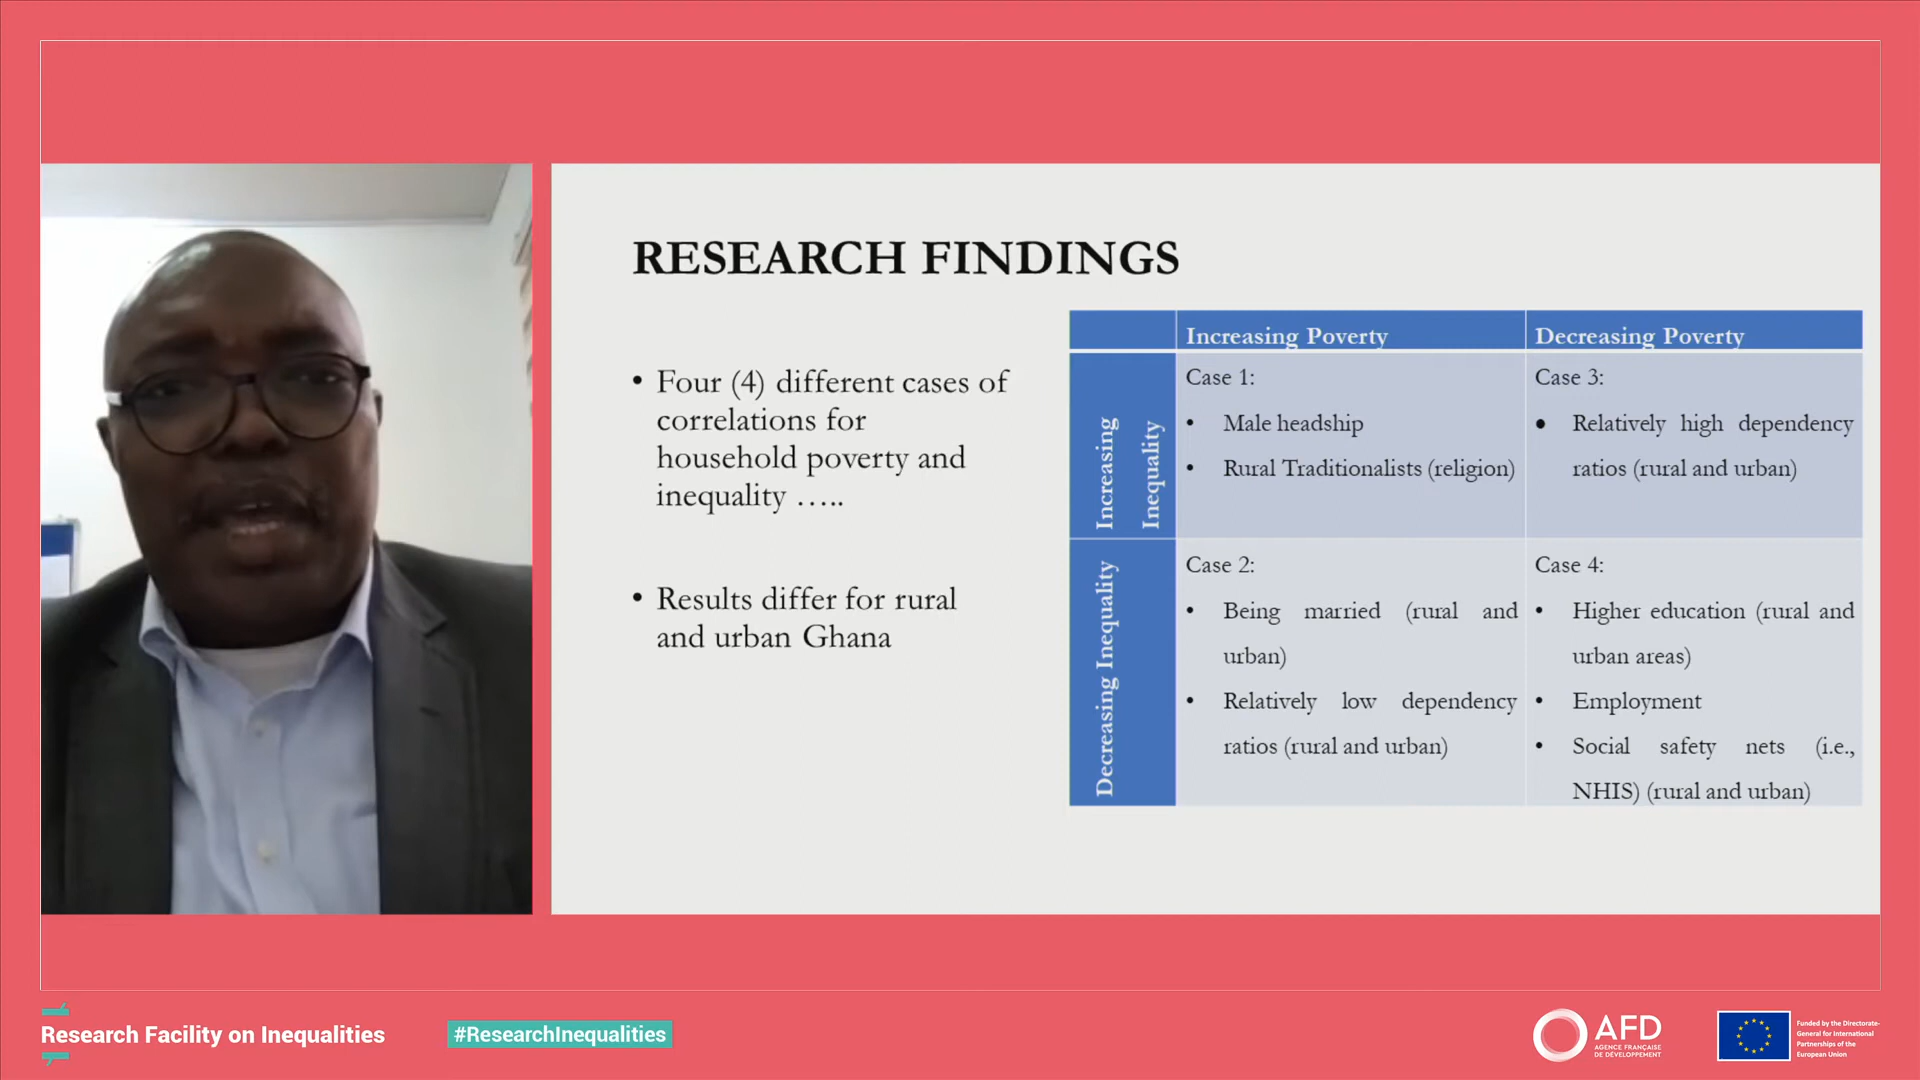 RESEARCH FINDINGS
• Four (4) different cases of
correlations for
household poverty and
inequality .....
• Results differ for rural
and urban Ghana
Increasing Poverty
Decreasing Poverty
Increasing
Inequality
Case 1:
• Male headship
• Rural Traditionalists (religion)
Case 3:
• Relatively high dependency
ratios (rural and urban)
Decreasing Inequality
Case 2:
• Being married (rural and
urban)
• Relatively low dependency
ratios (rural and urban)
Case 4:
• Higher education (rural and
urban areas)
• Employment
• Social safety nets (i.e.,
NHIS) (rural and urban)
Research Facility on Inequalities
#ResearchInequalities
AFD
AGENCE FRANÇAISE
DE DÉVELOPPEMENT
Funded by the Directorate-
General for International
Partnerships of the
European Union